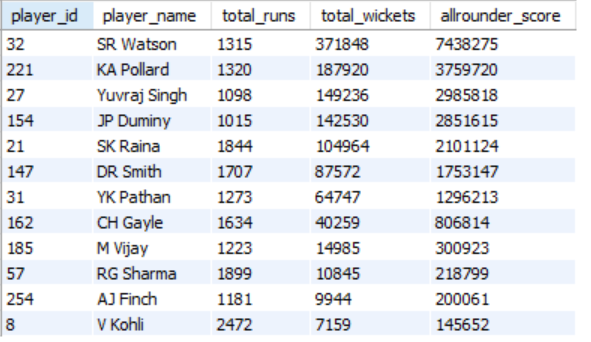 player_id player_name total_runs total_wickets allrounder_score
32 SR Watson 1315 371848 7438275
221 KA Pollard 1320 187920 3759720
27 Yuvraj Singh 1098 149236 2985818
154 JP Duminy 1015 142530 2851615
21 SK Raina 1844 104964 2101124
147 DR Smith 1707 87572 1753147
31 YK Pathan 1273 64747 1296213
162 CH Gayle 1634 40259 806814
185 M Vijay 1223 14985 300923
57 RG Sharma 1899 10845 218799
254 AJ Finch 1181 9944 200061
8 V Kohli 2472 7159 145652